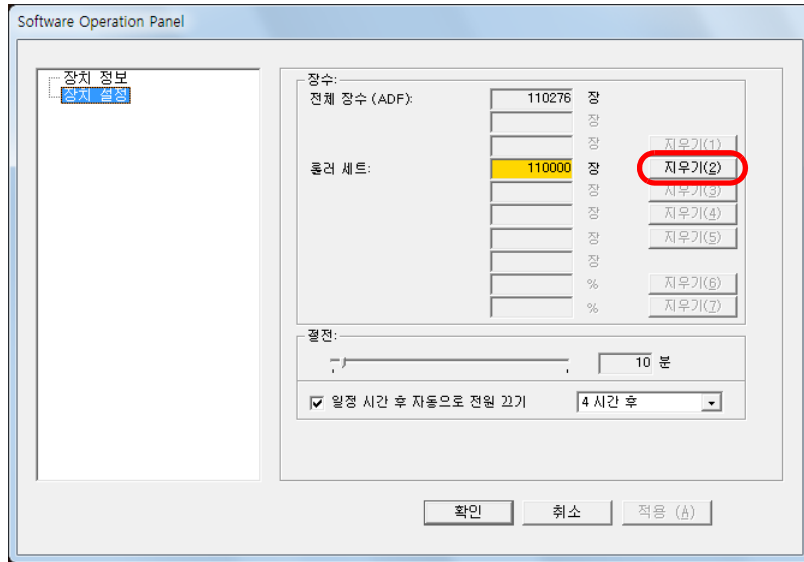 Software Operation Panel
장치 정보
장치 설정
장수:
전체 장수 (ADF): 110276 장
장
장 지우기(1)
롤러 세트: 110000 장 지우기(2)
장 지우기(3)
장 지우기(4)
장 지우기(5)
장
% 지우기(6)
% 지우기(7)
절전:
10 분
일정 시간 후 자동으로 전원 끄기 4 시간 후
확인 취소 적용 (A)